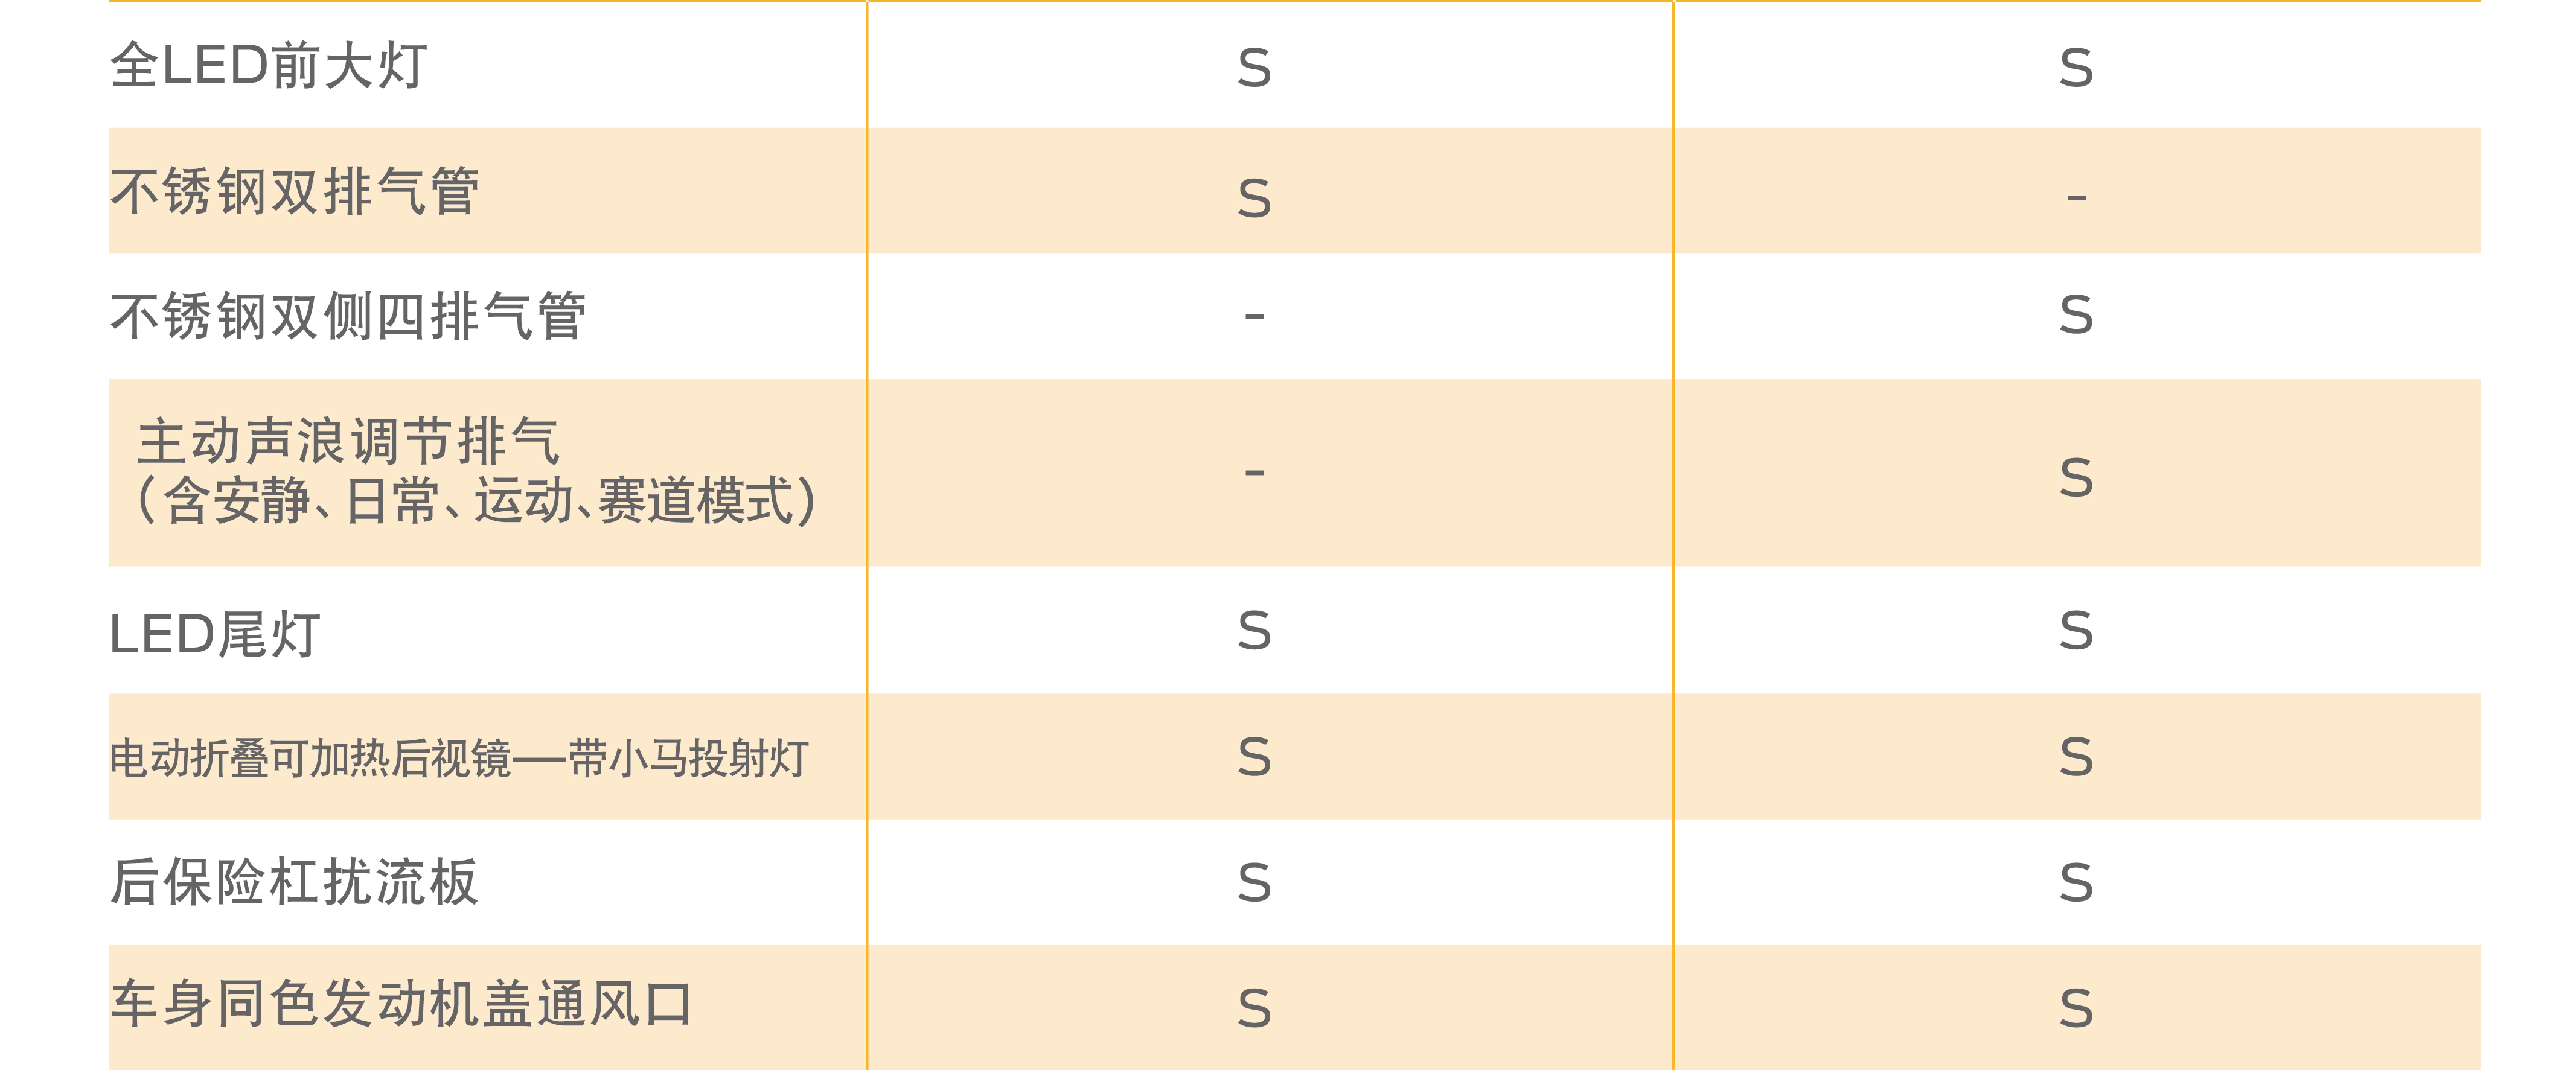 全LED前大灯 S S
不锈钢双排气管 S -
不锈钢双侧四排气管 - S
主动声浪调节排气
（含安静、日常、运动、赛道模式） - S
LED尾灯 S S
电动折叠可加热后视镜——带小马投射灯 S S
后保险杠扰流板 S S
车身同色发动机盖通风口 S S